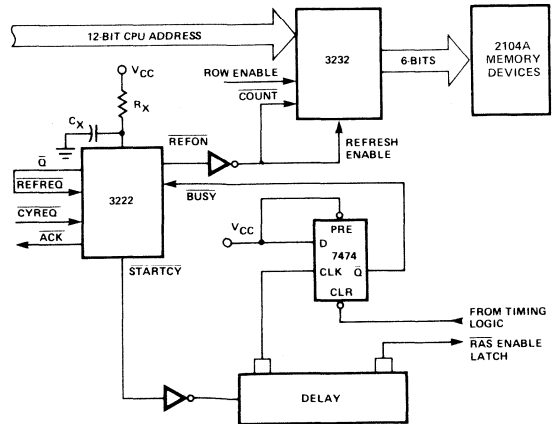 12-BIT CPU ADDRESS
3232
6-BITS
2104A
MEMORY
DEVICES
VCC
ROW ENABLE
COUNT
RX
CX
REFON
REFRESH
ENABLE
Q
REFREQ
3222
BUSY
CYREQ
ACK
VCC
PRE
D
7474
CLK
Q
STARTCY
CLR
FROM TIMING
LOGIC
RAS ENABLE
LATCH
DELAY